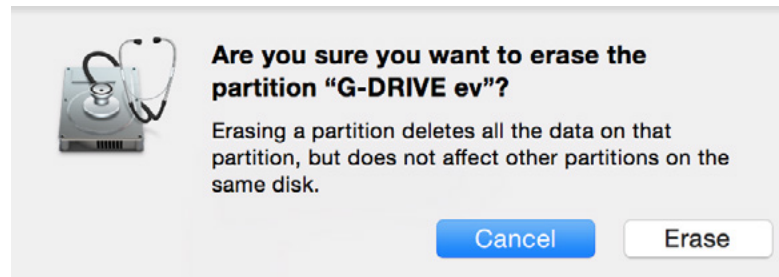 Are you sure you want to erase the
partition “G-DRIVE ev”?
Erasing a partition deletes all the data on that
partition, but does not affect other partitions on the
same disk.
Cancel Erase